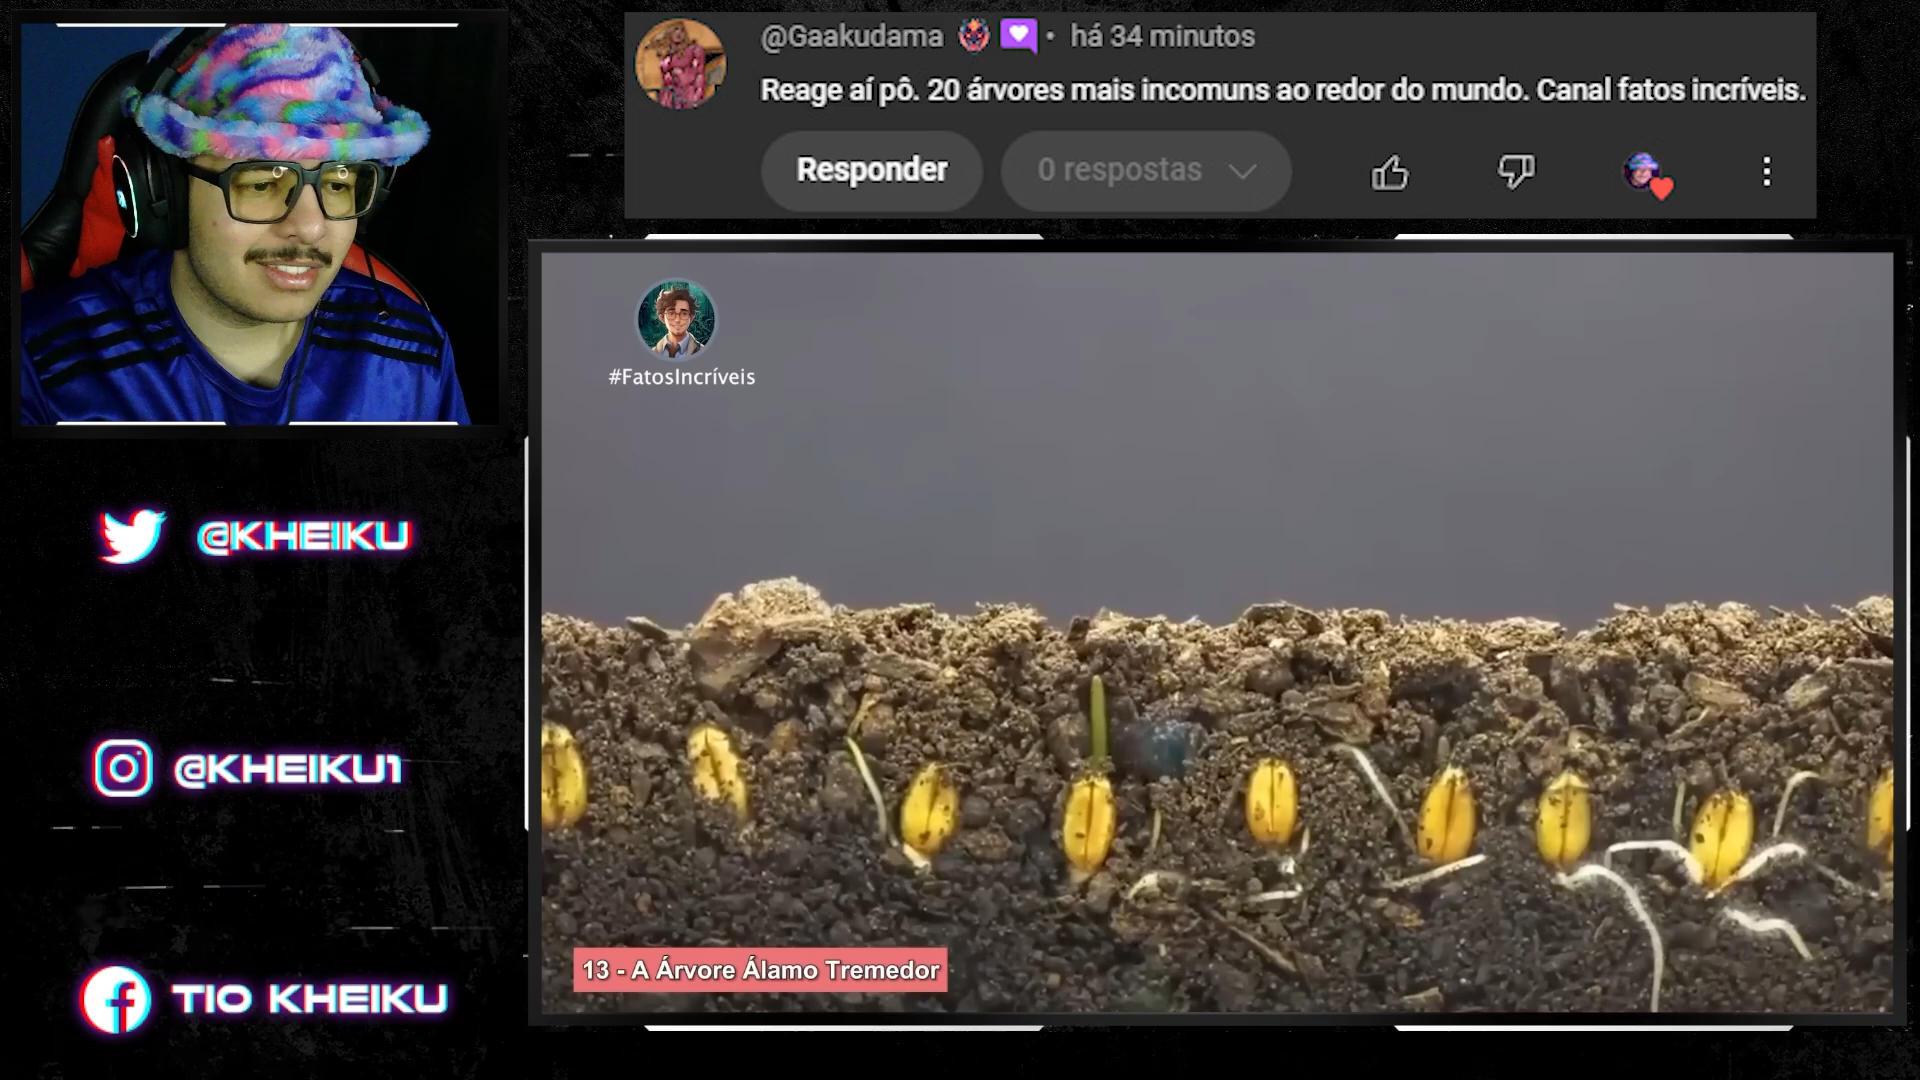 @Gaakudama • há 34 minutos
Reage aí pô. 20 árvores mais incomuns ao redor do mundo. Canal fatos incríveis.
Responder
0 respostas
#FatosIncríveis
@KHEIKU
@KHEIKU1
TIO KHEIKU
13 - A Árvore Álamo Tremedor